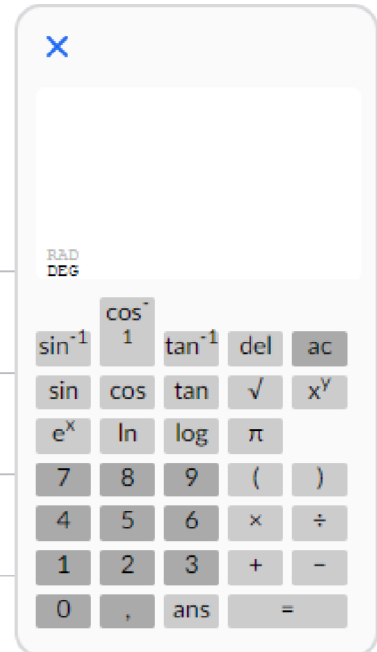 RAD
DEG
sin⁻¹ cos⁻¹ tan⁻¹ del ac
sin cos tan √ xʸ
eˣ ln log π
7 8 9 ( )
4 5 6 × ÷
1 2 3 + −
0 , ans =